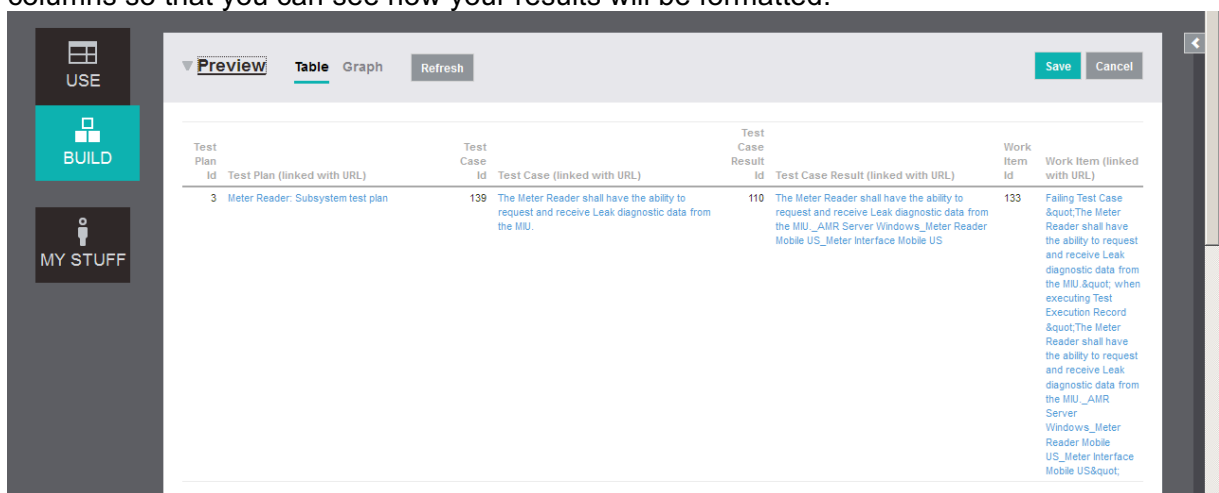 columns so that you can see how your results will be formatted.
USE
BUILD
MY STUFF
Preview Table Graph Refresh Save Cancel
Test
Plan
Id
Test Plan (linked with URL)
Test
Case
Id
Test Case (linked with URL)
Test
Case
Result
Id
Test Case Result (linked with URL)
Work
Item
Id
Work Item (linked
with URL)
3
Meter Reader: Subsystem test plan
139
The Meter Reader shall have the ability to
request and receive Leak diagnostic data from
the MIU.
110
The Meter Reader shall have the ability to
request and receive Leak diagnostic data from
the MIU._AMR Server Windows_Meter Reader
Mobile US_Meter Interface Mobile US
133
Failing Test Case
&quot;The Meter
Reader shall have
the ability to request
and receive Leak
diagnostic data from
the MIU.&quot; when
executing Test
Execution Record
&quot;The Meter
Reader shall have
the ability to request
and receive Leak
diagnostic data from
the MIU._AMR
Server
Windows_Meter
Reader Mobile
US_Meter Interface
Mobile US&quot;